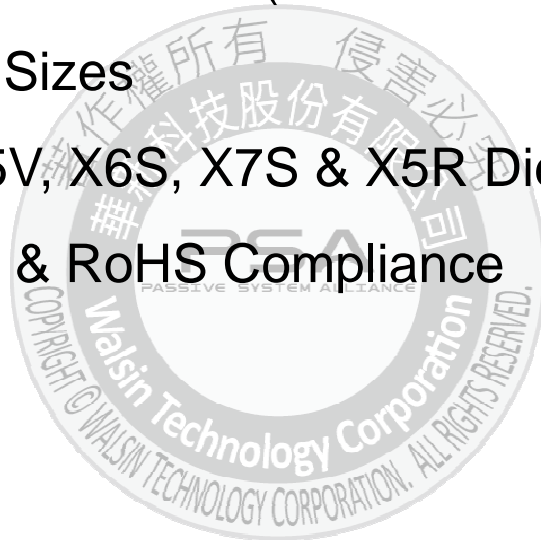 Sizes
5V, X6S, X7S & X5R Di
& RoHS Compliance
著作權所有 侵害必究
華新科技股份有限公司
PSA
PASSIVE SYSTEM ALLIANCE
Walsin Technology Corporation
COPYRIGHT © WALSIN TECHNOLOGY CORPORATION. ALL RIGHTS RESERVED.